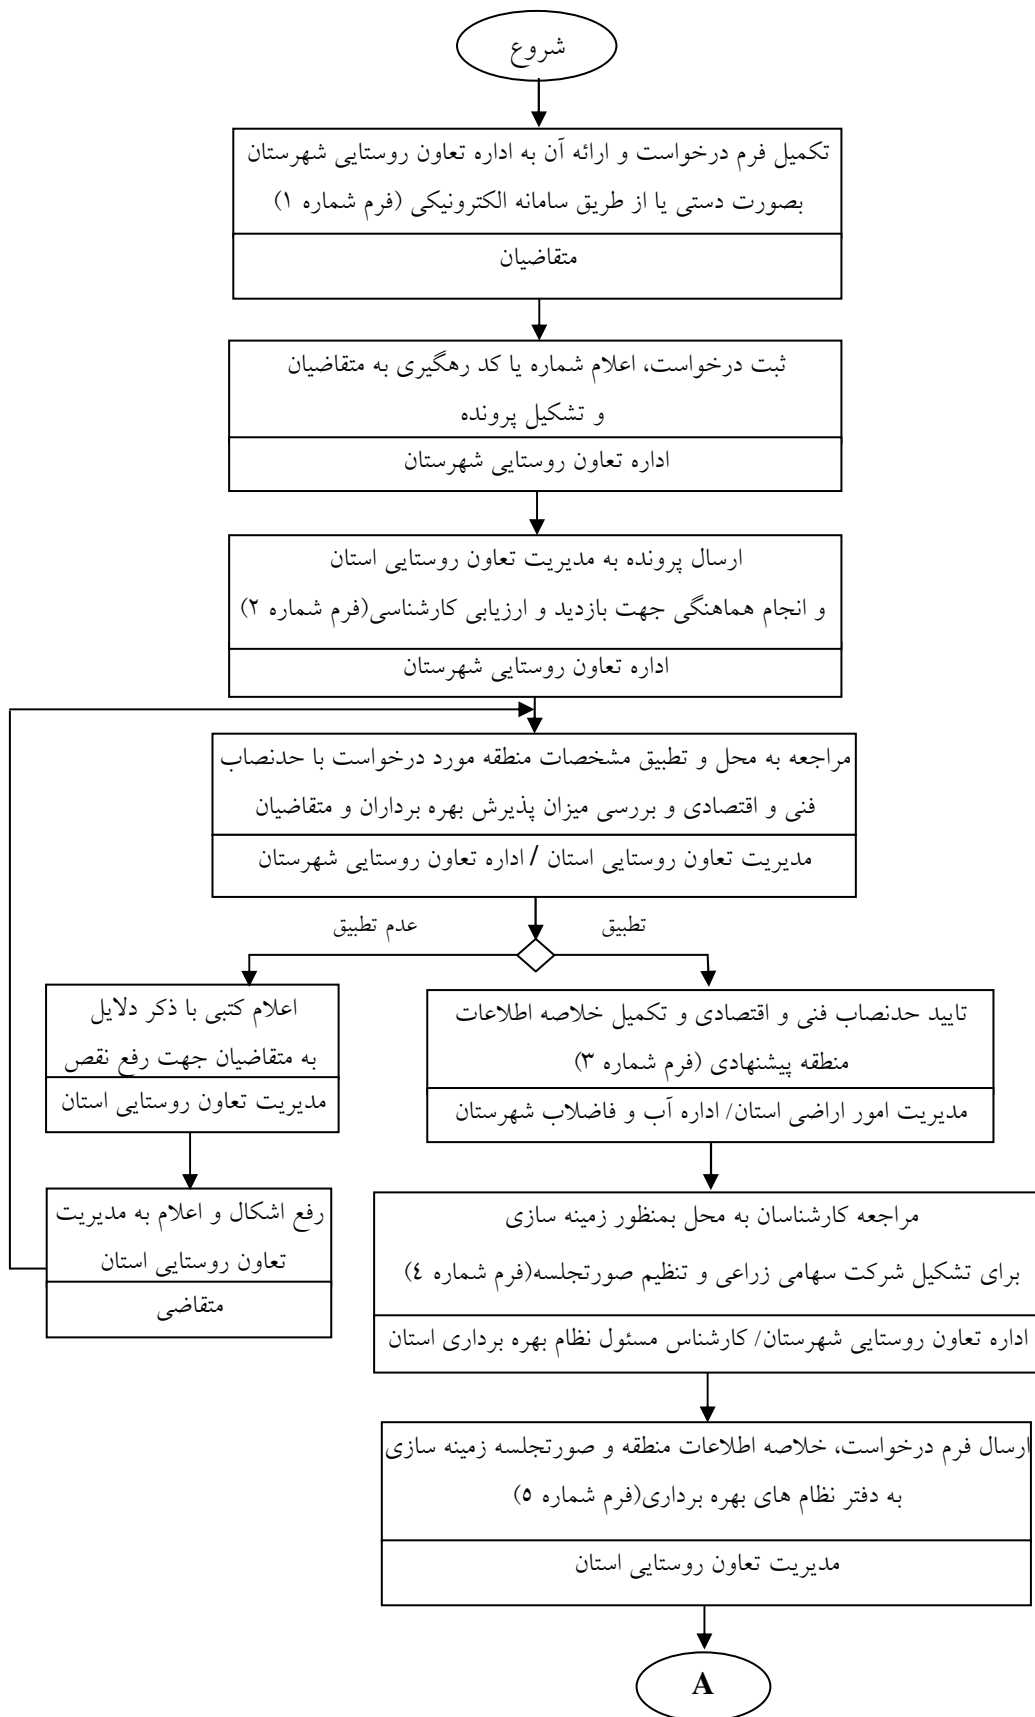 شروع
تکمیل فرم درخواست و ارائه آن به اداره تعاون روستایی شهرستان
بصورت دستی یا از طریق سامانه الکترونیکی (فرم شماره ۱)
متقاضیان
ثبت درخواست، اعلام شماره یا کد رهگیری به متقاضیان
و تشکیل پرونده
اداره تعاون روستایی شهرستان
ارسال پرونده به مدیریت تعاون روستایی استان
و انجام هماهنگی جهت بازدید و ارزیابی کارشناسی(فرم شماره ۲)
اداره تعاون روستایی شهرستان
مراجعه به محل و تطبیق مشخصات منطقه مورد درخواست با حدنصاب
فنی و اقتصادی و بررسی میزان پذیرش بهره برداران و متقاضیان
مدیریت تعاون روستایی استان / اداره تعاون روستایی شهرستان
تطبیق
عدم تطبیق
تایید حدنصاب فنی و اقتصادی و تکمیل خلاصه اطلاعات
منطقه پیشنهادی (فرم شماره ۳)
مدیریت امور اراضی استان/ اداره آب و فاضلاب شهرستان
اعلام کتبی با ذکر دلایل
به متقاضیان جهت رفع نقص
مدیریت تعاون روستایی استان
رفع اشکال و اعلام به مدیریت
تعاون روستایی استان
متقاضی
مراجعه کارشناسان به محل بمنظور زمینه سازی
برای تشکیل شرکت سهامی زراعی و تنظیم صورتجلسه(فرم شماره ٤)
اداره تعاون روستایی شهرستان/ کارشناس مسئول نظام بهره برداری استان
ارسال فرم درخواست، خلاصه اطلاعات منطقه و صورتجلسه زمینه سازی
به دفتر نظام های بهره برداری(فرم شماره ۵)
مدیریت تعاون روستایی استان
A